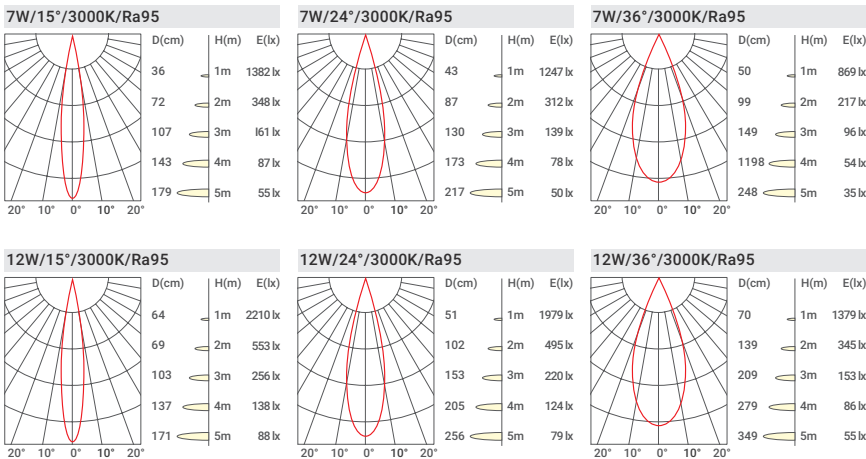 7W/15°/3000K/Ra95
D(cm) H(m) E(lx)
36 1m 1382 lx
72 2m 348 lx
107 3m I61 lx
143 4m 87 lx
179 5m 55 lx
20° 10° 0° 10° 20°
7W/24°/3000K/Ra95
D(cm) H(m) E(lx)
43 1m 1247 lx
87 2m 312 lx
130 3m 139 lx
173 4m 78 lx
217 5m 50 lx
20° 10° 0° 10° 20°
7W/36°/3000K/Ra95
D(cm) H(m) E(lx)
50 1m 869 lx
99 2m 217 lx
149 3m 96 lx
1198 4m 54 lx
248 5m 35 lx
20° 10° 0° 10° 20°
12W/15°/3000K/Ra95
D(cm) H(m) E(lx)
64 1m 2210 lx
69 2m 553 lx
103 3m 256 lx
137 4m 138 lx
171 5m 88 lx
20° 10° 0° 10° 20°
12W/24°/3000K/Ra95
D(cm) H(m) E(lx)
51 1m 1979 lx
102 2m 495 lx
153 3m 220 lx
205 4m 124 lx
256 5m 79 lx
20° 10° 0° 10° 20°
12W/36°/3000K/Ra95
D(cm) H(m) E(lx)
70 1m 1379 lx
139 2m 345 lx
209 3m 153 lx
279 4m 86 lx
349 5m 55 lx
20° 10° 0° 10° 20°